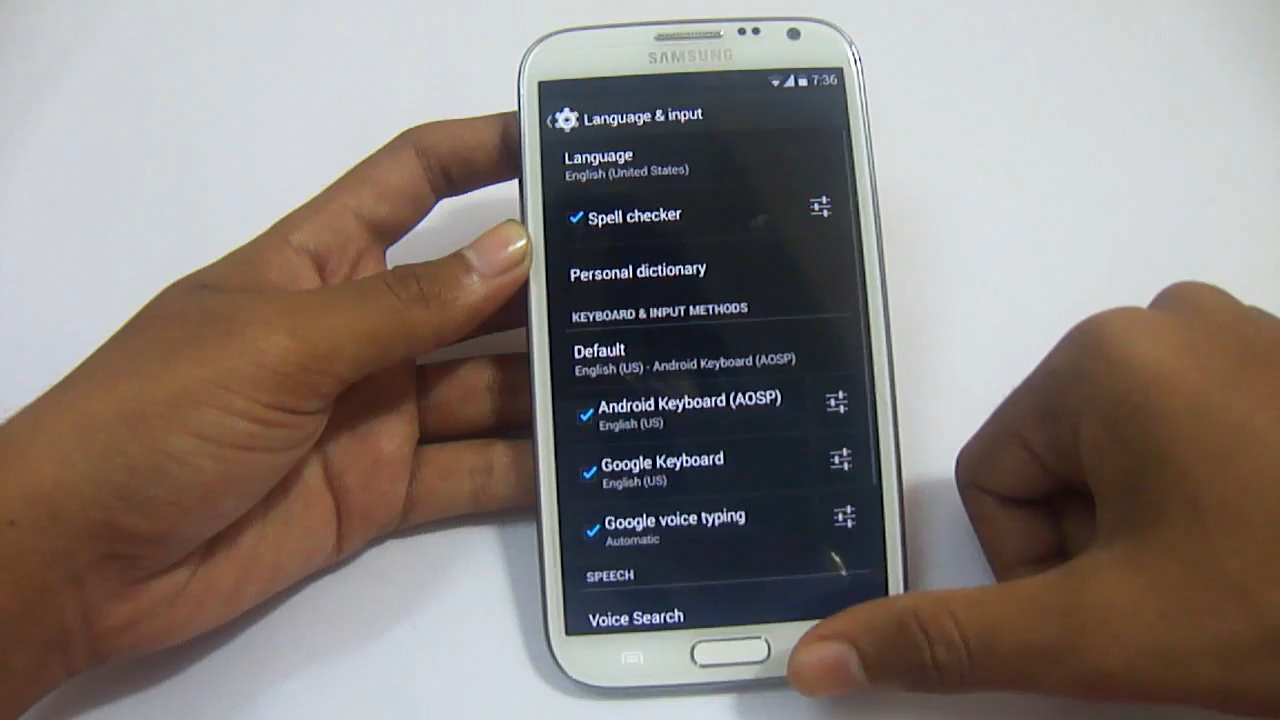 SAMSUNG
7:36
Language & input
Language
English (United States)
Spell checker
Personal dictionary
KEYBOARD & INPUT METHODS
Default
English (US) - Android Keyboard (AOSP)
Android Keyboard (AOSP)
English (US)
Google Keyboard
English (US)
Google voice typing
Automatic
SPEECH
Voice Search